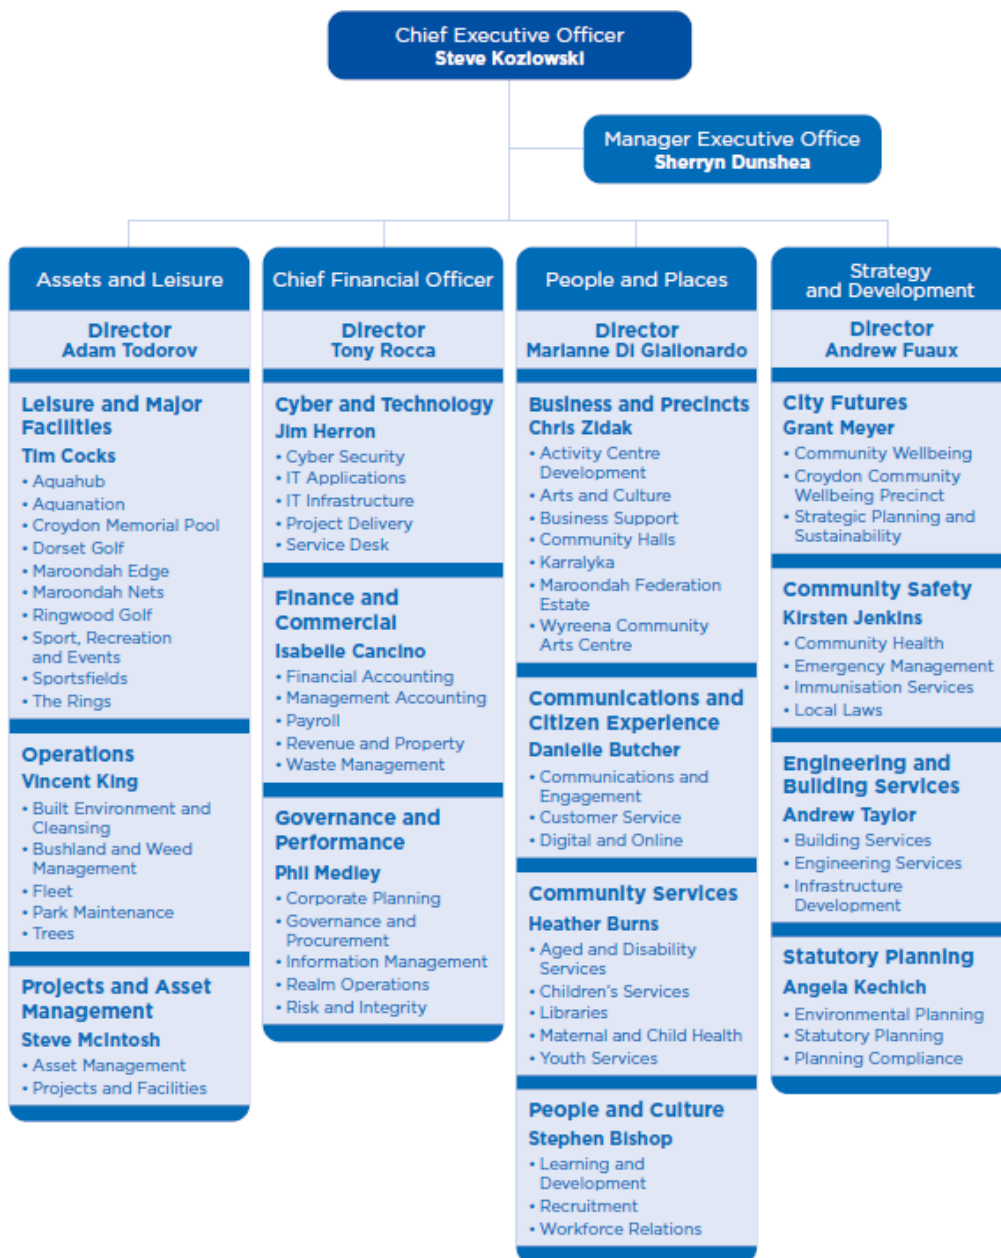 Chief Executive Officer
Steve Kozlowski
Manager Executive Office
Sherryn Dunshea
Assets and Leisure
Director
Adam Todorov
Leisure and Major
Facilities
Tim Cocks
• Aquahub
• Aquanation
• Croydon Memorial Pool
• Dorset Golf
• Maroondah Edge
• Maroondah Nets
• Ringwood Golf
• Sport, Recreation
and Events
• Sportsfields
• The Rings
Operations
Vincent King
• Built Environment and
Cleansing
• Bushland and Weed
Management
• Fleet
• Park Maintenance
• Trees
Projects and Asset
Management
Steve McIntosh
• Asset Management
• Projects and Facilities
Chief Financial Officer
Director
Tony Rocca
Cyber and Technology
Jim Herron
• Cyber Security
• IT Applications
• IT Infrastructure
• Project Delivery
• Service Desk
Finance and
Commercial
Isabelle Cancino
• Financial Accounting
• Management Accounting
• Payroll
• Revenue and Property
• Waste Management
Governance and
Performance
Phil Medley
• Corporate Planning
• Governance and
Procurement
• Information Management
• Realm Operations
• Risk and Integrity
People and Places
Director
Marianne Di Giallonardo
Business and Precincts
Chris Zidak
• Activity Centre
Development
• Arts and Culture
• Business Support
• Community Halls
• Karralyka
• Maroondah Federation
Estate
• Wyreena Community
Arts Centre
Communications and
Citizen Experience
Danielle Butcher
• Communications and
Engagement
• Customer Service
• Digital and Online
Community Services
Heather Burns
• Aged and Disability
Services
• Children's Services
• Libraries
• Maternal and Child Health
• Youth Services
People and Culture
Stephen Bishop
• Learning and
Development
• Recruitment
• Workforce Relations
Strategy
and Development
Director
Andrew Fuaux
City Futures
Grant Meyer
• Community Wellbeing
• Croydon Community
Wellbeing Precinct
• Strategic Planning and
Sustainability
Community Safety
Kirsten Jenkins
• Community Health
• Emergency Management
• Immunisation Services
• Local Laws
Engineering and
Building Services
Andrew Taylor
• Building Services
• Engineering Services
• Infrastructure
Development
Statutory Planning
Angela Kechich
• Environmental Planning
• Statutory Planning
• Planning Compliance